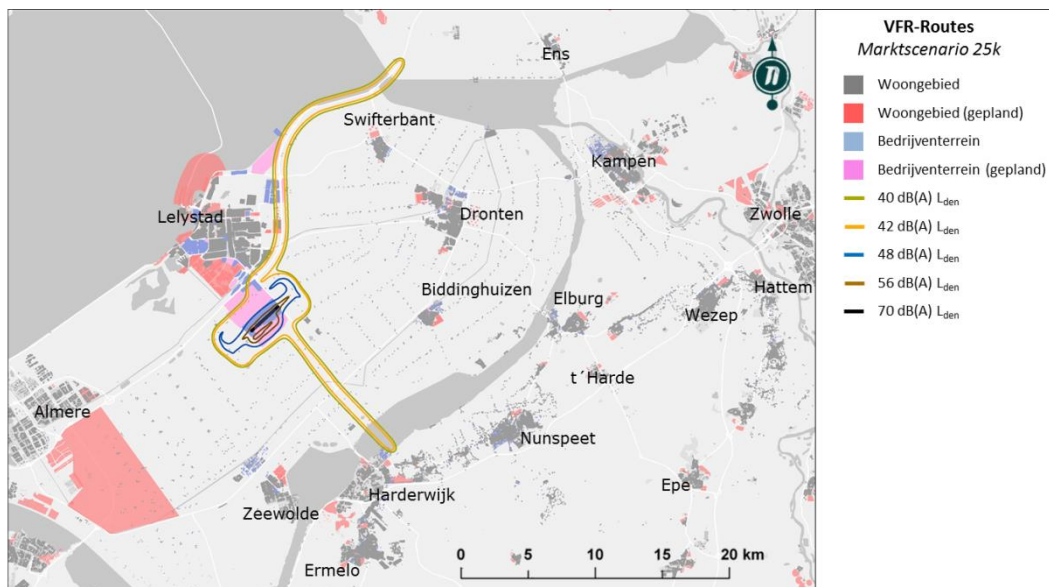 VFR-Routes
Marktscenario 25k
Woongebied
Woongebied (gepland)
Bedrijventerrein
Bedrijventerrein (gepland)
40 dB(A) Lden
42 dB(A) Lden
48 dB(A) Lden
56 dB(A) Lden
70 dB(A) Lden
Ens
Swifterbant
Kampen
Lelystad
Dronten
Zwolle
Hattem
Biddinghuizen
Elburg
Wezep
t´Harde
Almere
Nunspeet
Epe
Harderwijk
Zeewolde
Ermelo
0 5 10 15 20 km